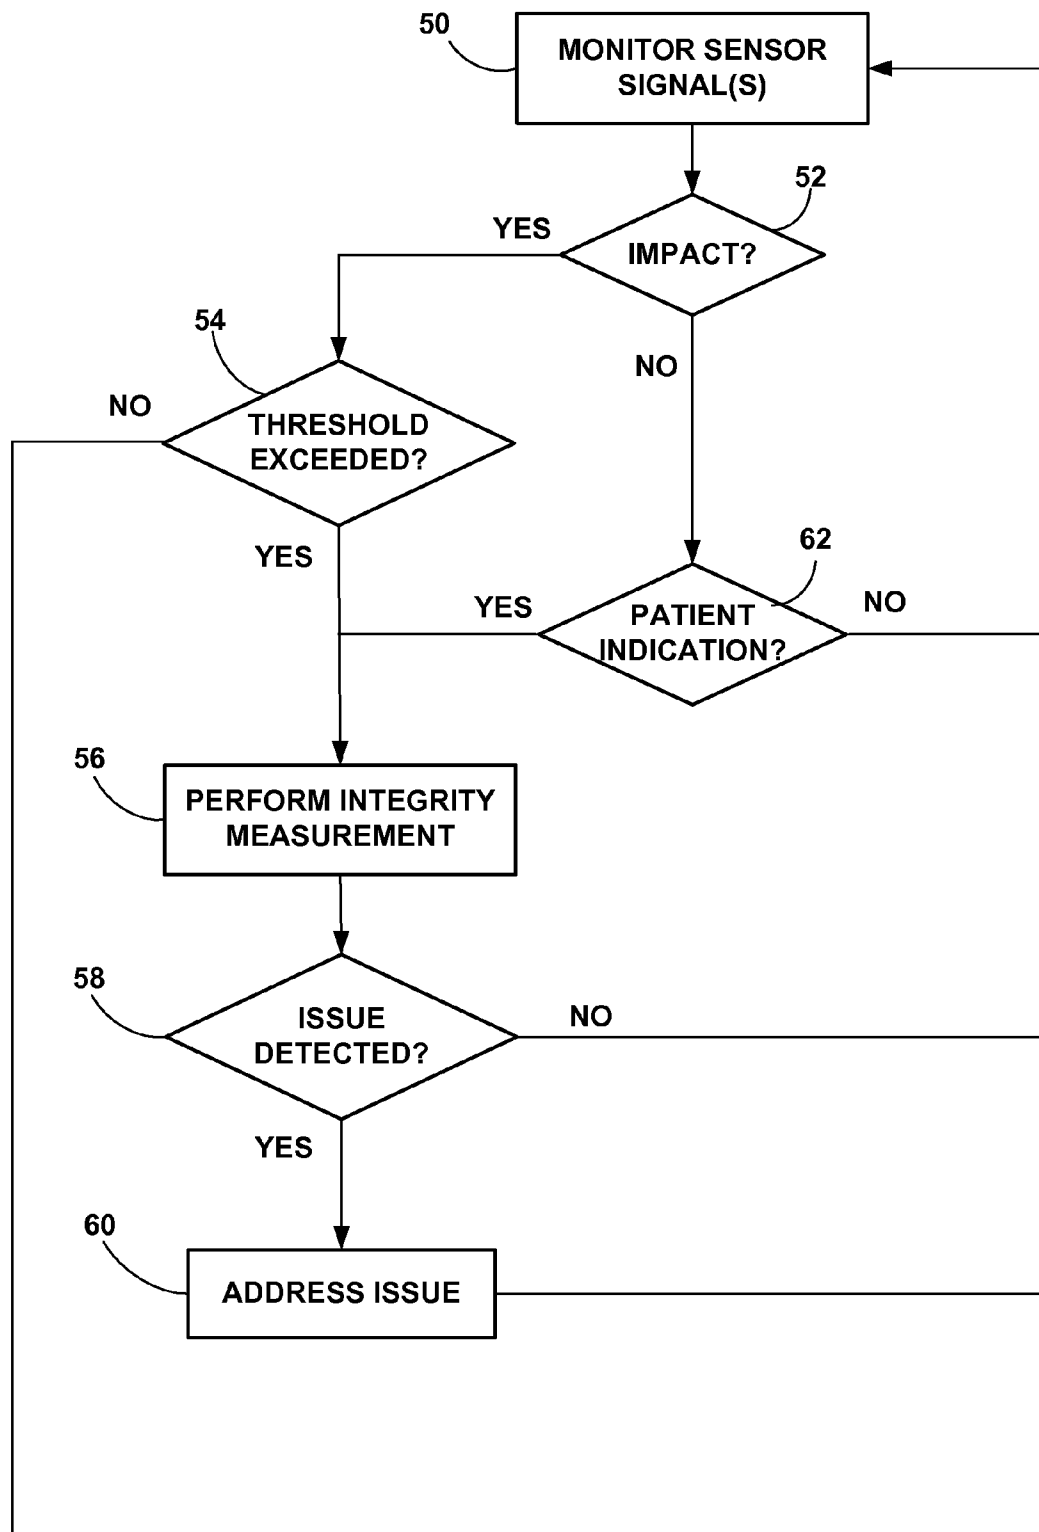 50
MONITOR SENSOR
SIGNAL(S)
52
YES
IMPACT?
54
NO
NO
THRESHOLD
EXCEEDED?
YES
62
YES
NO
PATIENT
INDICATION?
56
PERFORM INTEGRITY
MEASUREMENT
58
ISSUE
DETECTED?
NO
YES
60
ADDRESS ISSUE